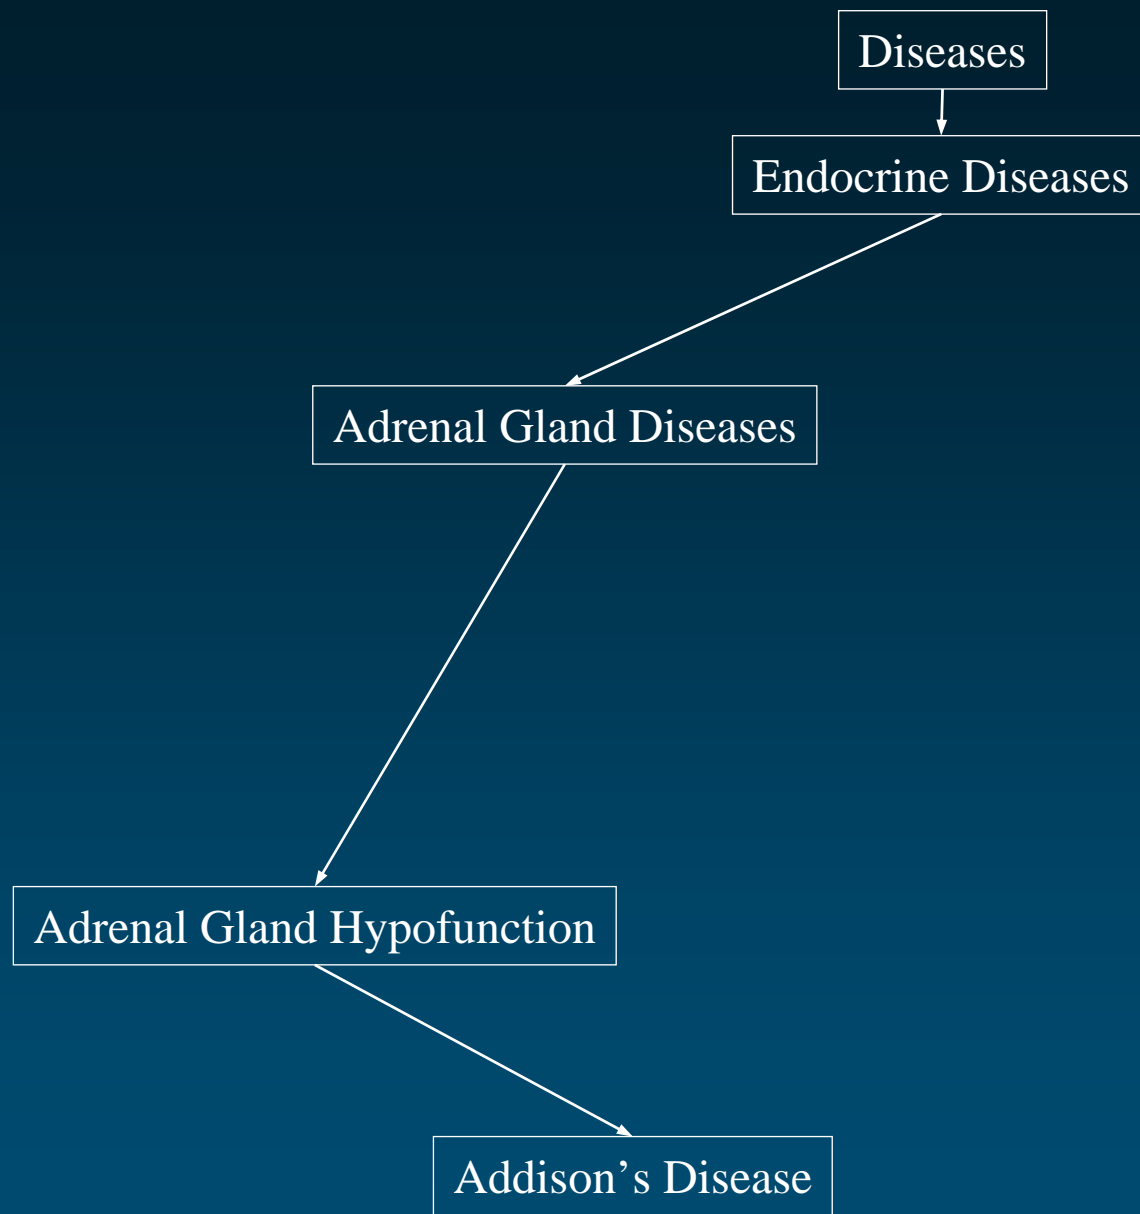 Diseases
Endocrine Diseases
Adrenal Gland Diseases
Adrenal Gland Hypofunction
Addison’s Disease